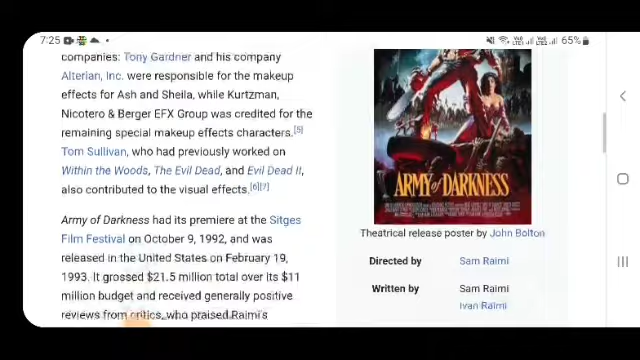 7:25
65%
companies: Tony Gardner and his company
Alterian, Inc. were responsible for the makeup
effects for Ash and Sheila, while Kurtzman,
Nicotero & Berger EFX Group was credited for the
remaining special makeup effects characters.[5]
Tom Sullivan, who had previously worked on
Within the Woods, The Evil Dead, and Evil Dead II,
also contributed to the visual effects.[6][7]
Army of Darkness had its premiere at the Sitges
Film Festival on October 9, 1992, and was
released in the United States on February 19,
1993. It grossed $21.5 million total over its $11
million budget and received generally positive
reviews from critics, who praised Raimi's
ARMY of DARKNESS
Theatrical release poster by John Bolton
Directed by Sam Raimi
Written by Sam Raimi
Ivan Raimi